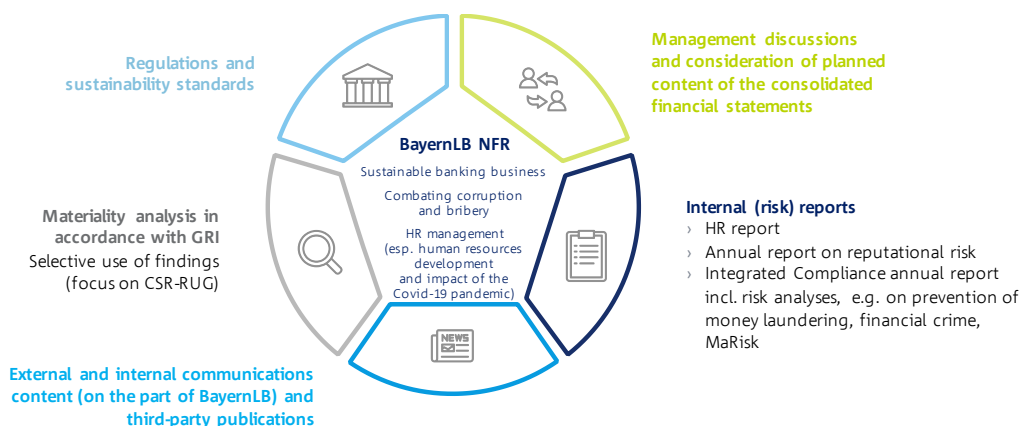 Regulations and
sustainability standards
Management discussions
and consideration of planned
content of the consolidated
financial statements
BayernLB NFR
Sustainable banking business
Combating corruption
and bribery
HR management
(esp. human resources
development
and impact of the
Covid-19 pandemic)
Materiality analysis in
accordance with GRI
Selective use of findings
(focus on CSR-RUG)
Internal (risk) reports
› HR report
› Annual report on reputational risk
› Integrated Compliance annual report
incl. risk analyses, e.g. on prevention of
money laundering, financial crime,
MaRisk
NEWS
External and internal communications
content (on the part of BayernLB) and
third-party publications